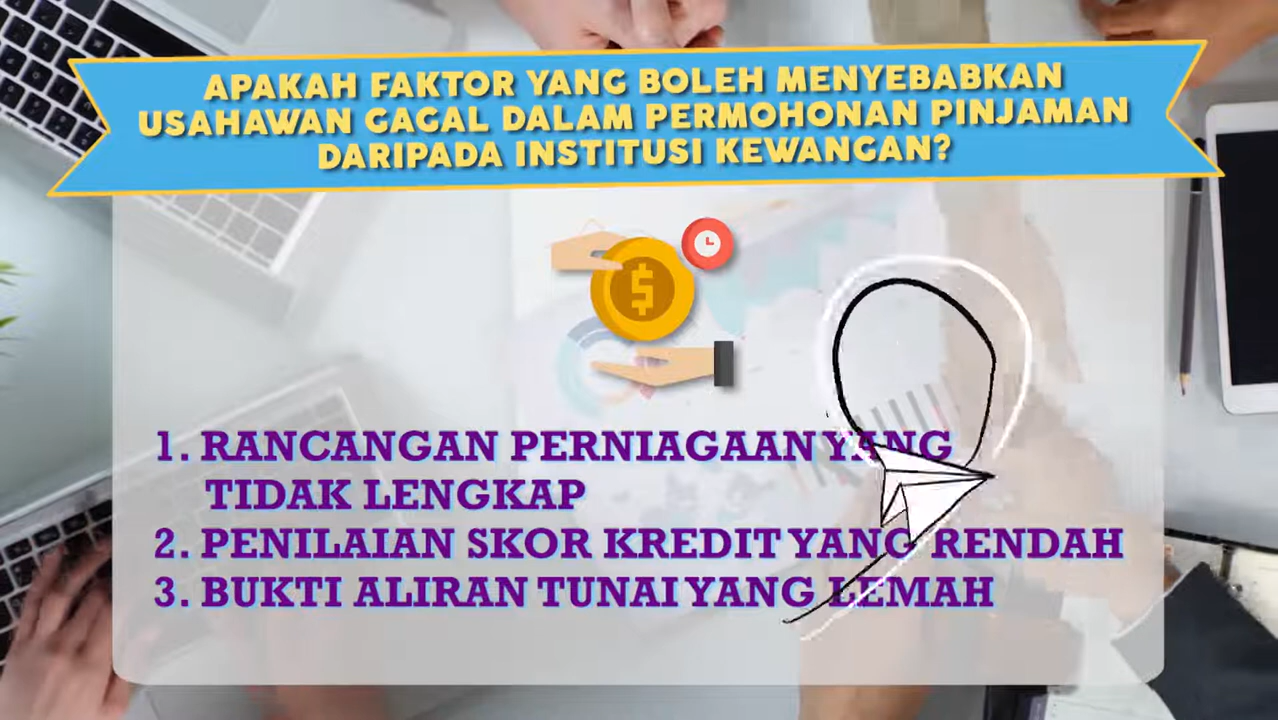 APAKAH FAKTOR YANG BOLEH MENYEBABKAN
USAHAWAN GAGAL DALAM PERMOHONAN PINJAMAN
DARIPADA INSTITUSI KEWANGAN?
$
1. RANCANGAN PERNIAGAAN YANG
TIDAK LENGKAP
2. PENILAIAN SKOR KREDIT YANG RENDAH
3. BUKTI ALIRAN TUNAI YANG LEMAH